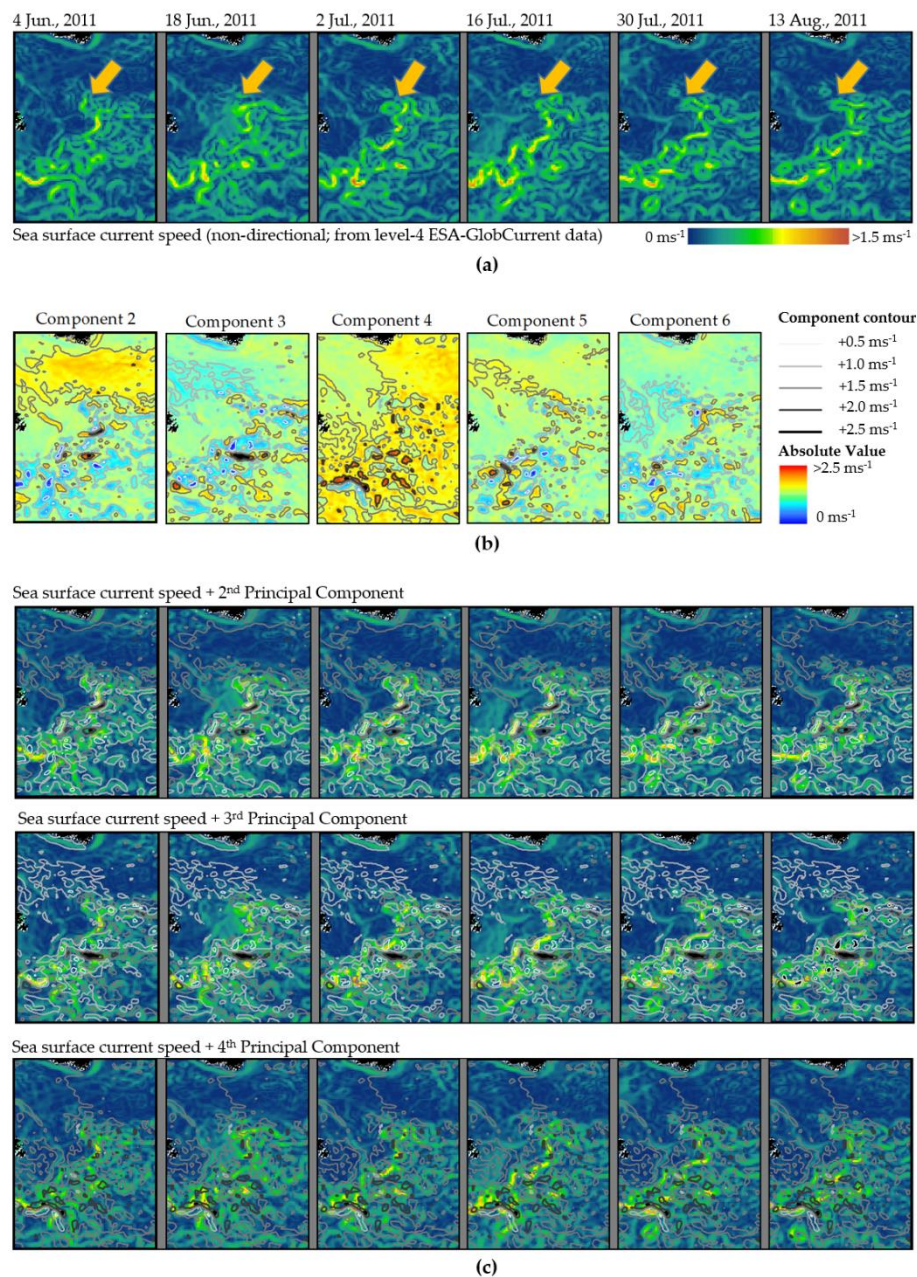 4 Jun., 2011 18 Jun., 2011 2 Jul., 2011 16 Jul., 2011 30 Jul., 2011 13 Aug., 2011
Sea surface current speed (non-directional; from level-4 ESA-GlobCurrent data) 0 ms⁻¹ >1.5 ms⁻¹
(a)
Component 2 Component 3 Component 4 Component 5 Component 6
Component contour
+0.5 ms⁻¹
+1.0 ms⁻¹
+1.5 ms⁻¹
+2.0 ms⁻¹
+2.5 ms⁻¹
Absolute Value
>2.5 ms⁻¹
0 ms⁻¹
(b)
Sea surface current speed + 2ⁿᵈ Principal Component
Sea surface current speed + 3ʳᵈ Principal Component
Sea surface current speed + 4ᵗʰ Principal Component
(c)